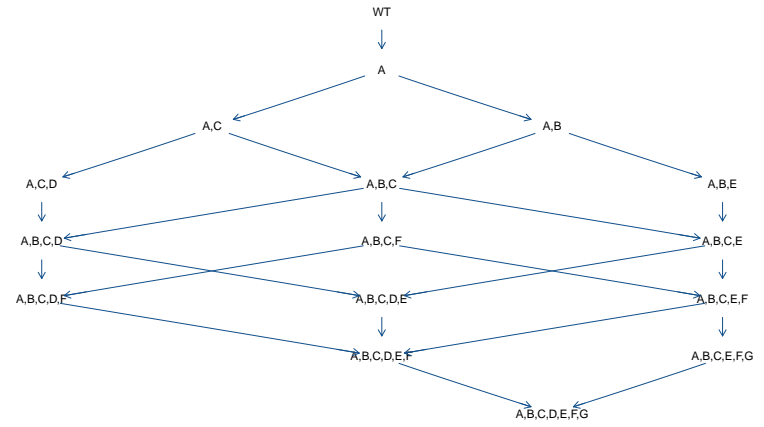 WT
A
A,C
A,B
A,C,D
A,B,C
A,B,E
A,B,C,D
A,B,C,F
A,B,C,E
A,B,C,D,F
A,B,C,D,E
A,B,C,E,F
A,B,C,D,E,F
A,B,C,E,F,G
A,B,C,D,E,F,G